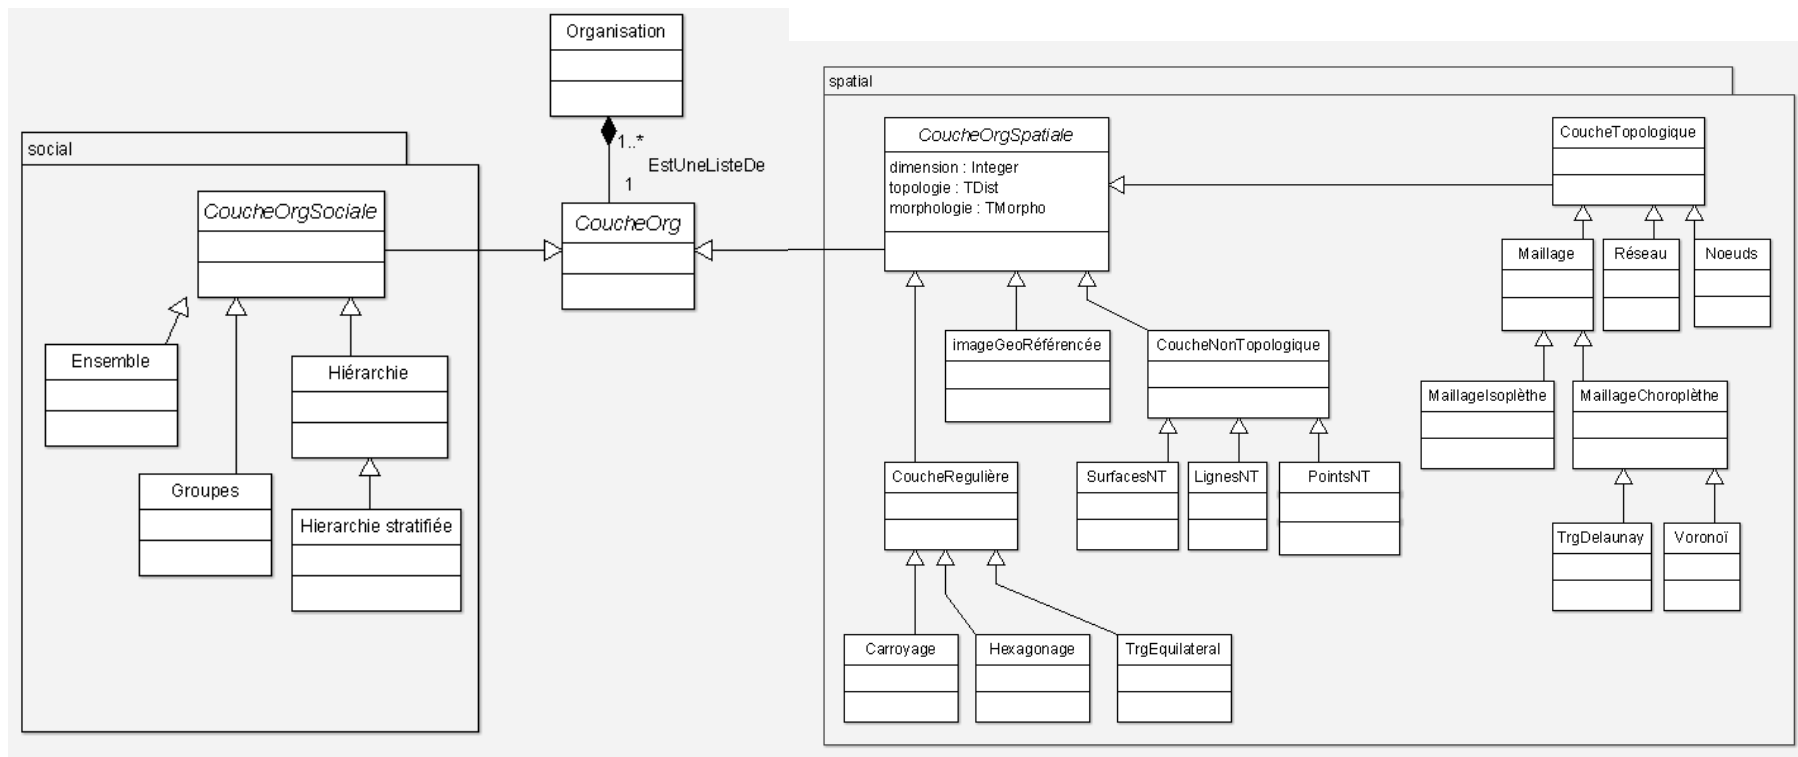 Organisation
1..*
EstUneListeDe
1
CoucheOrg
social
CoucheOrgSociale
Ensemble
Hiérarchie
Groupes
Hierarchie stratifiée
spatial
CoucheOrgSpatiale
dimension : Integer
topologie : TDist
morphologie : TMorpho
CoucheTopologique
Maillage
Réseau
Noeuds
imageGeoRéférencée
CoucheNonTopologique
MaillageIsoplèthe
MaillageChoroplèthe
CoucheRegulière
SurfacesNT
LignesNT
PointsNT
TrgDelaunay
Voronoï
Carroyage
Hexagonage
TrgEquilateral